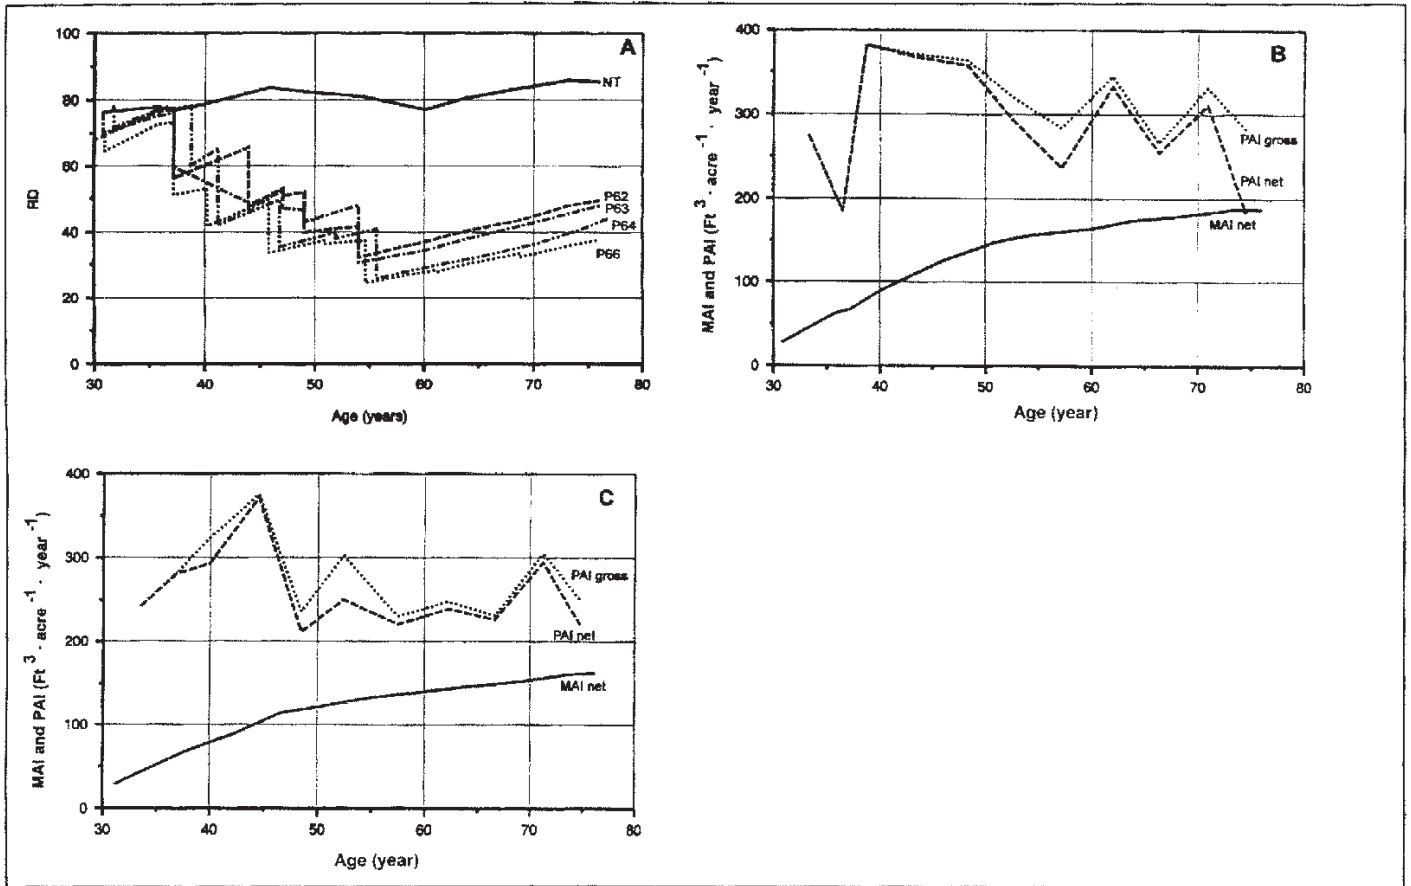 A
100
80
60
40
20
0
RD
NT
P62
P63
P64
P66
30 40 50 60 70 80
Age (years)
B
400
300
200
100
0
MAI and PAI (Ft 3 · acre -1 · year -1)
PAI gross
PAI net
MAI net
30 40 50 60 70 80
Age (year)
C
400
300
200
100
0
MAI and PAI (Ft 3 · acre -1 · year -1)
PAI gross
PAI net
MAI net
30 40 50 60 70 80
Age (year)